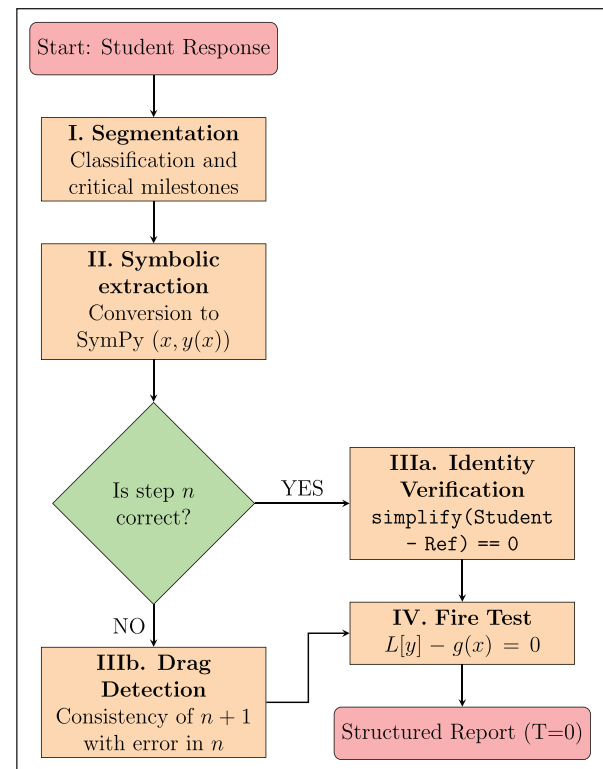 Start: Student Response
I. Segmentation
Classification and
critical milestones
II. Symbolic
extraction
Conversion to
SymPy (x, y(x))
Is step n
correct?
YES
IIIa. Identity
Verification
simplify(Student
- Ref) == 0
NO
IIIb. Drag
Detection
Consistency of n + 1
with error in n
IV. Fire Test
L[y] − g(x) = 0
Structured Report (T=0)